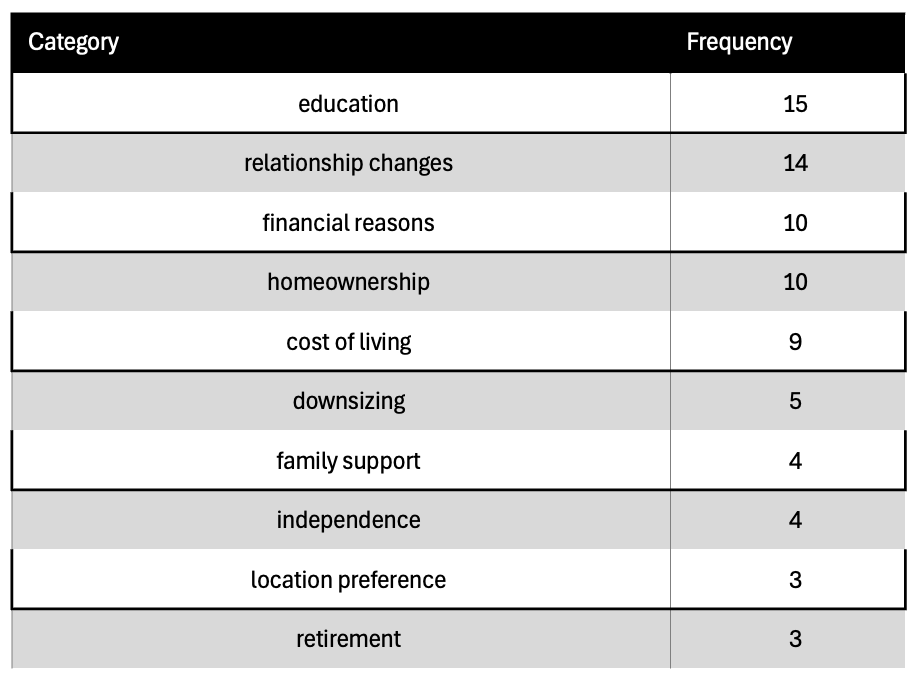 Category Frequency
education 15
relationship changes 14
financial reasons 10
homeownership 10
cost of living 9
downsizing 5
family support 4
independence 4
location preference 3
retirement 3